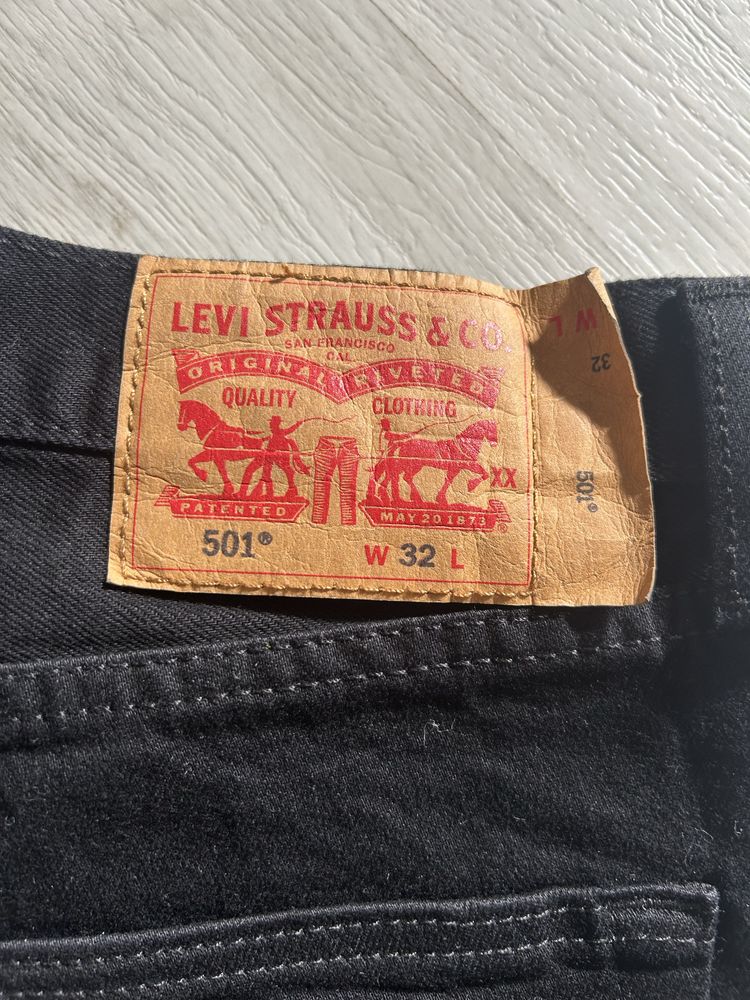 LEVI STRAUSS & CO.
SAN FRANCISCO
CAL
ORIGINAL RIVETED
QUALITY CLOTHING
XX
PATENTED MAY 20 1873
501® W 32 L
W L
32
501®